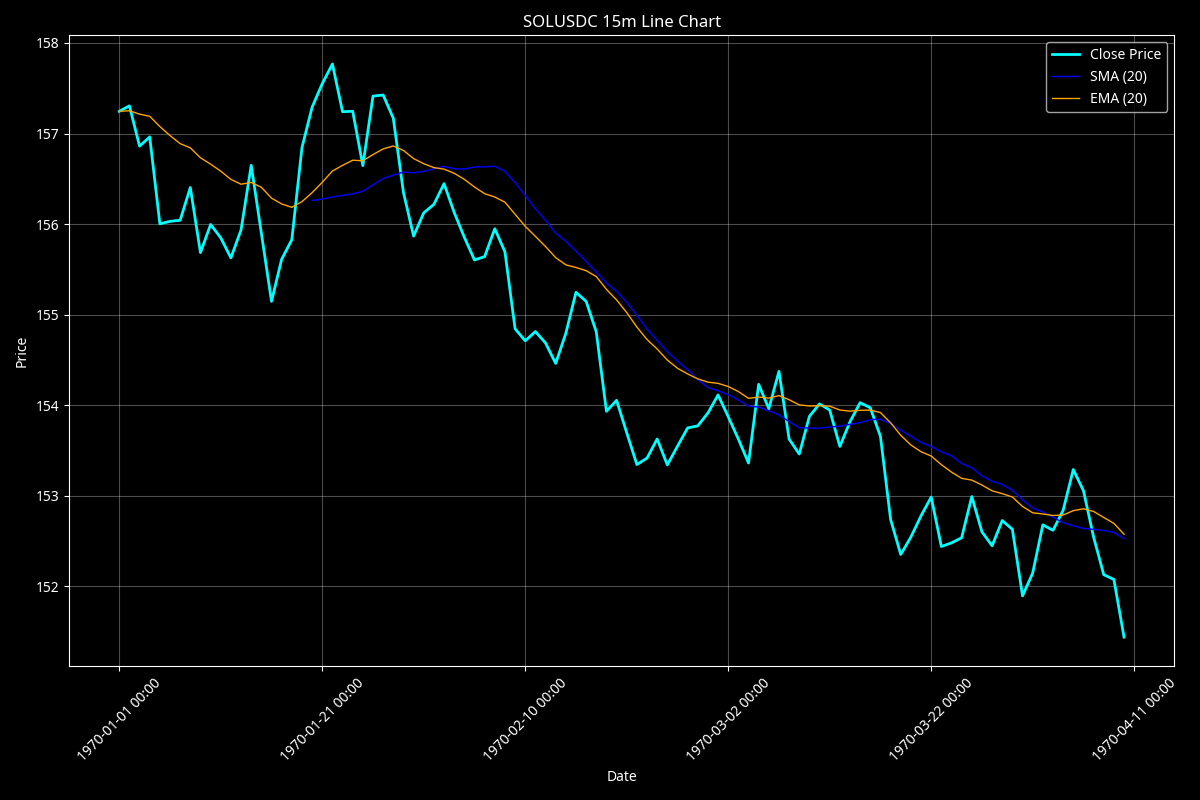 SOLUSDC 15m Line Chart
Close Price
SMA (20)
EMA (20)
158
157
156
155
154
153
152
Price
1970-01-01 00:00
1970-01-21 00:00
1970-02-10 00:00
1970-03-02 00:00
1970-03-22 00:00
1970-04-11 00:00
Date